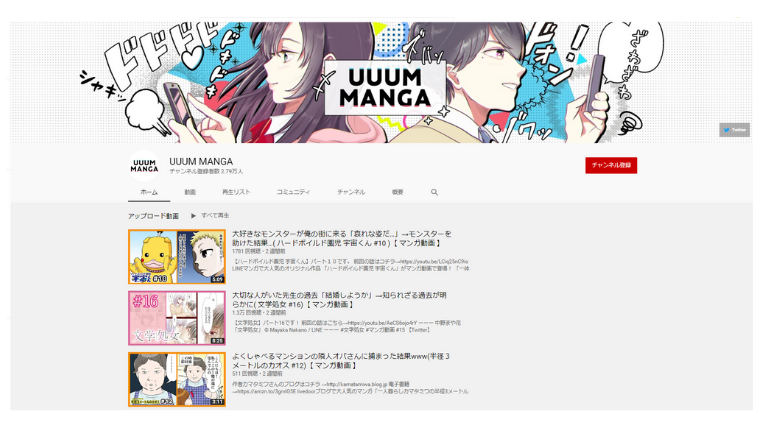 シャキ
ドドドド
ドキドキ
ズバッ
UUUM
MANGA
ドォン!
ざわざわ
Twitter
UUUM
MANGA
UUUM MANGA
チャンネル登録者数 2.79万人
チャンネル登録
ホーム 動画 再生リスト コミュニティ チャンネル 概要
アップロード動画 ▶ すべて再生
大好きなモンスターが俺の街に来る「哀れな姿だ...」→モンスターを
助けた結果...( ハードボイルド園児 宇宙くん #10 )【 マンガ動画 】
1781 回視聴・2 週間前
【ハードボイルド園児 宇宙くん】パート１０です。 前回の話はコチラ→https://youtu.be/
LINEマンガで大人気のオリジナル作品 「ハードボイルド園児 宇宙くん」がマンガ動画で登場！ 「一体
#10
5:09
大切な人がいた先生の過去「結婚しようか」→知られざる過去が明
らかに( 文学処女 #16)【 マンガ動画 】
1.3万 回視聴・2 週間前
【文学処女】パート16です！ 前回の話はこちら→https://youtu.be/ ーーー 中野まや花
「文学処女」 © Mayaka Nakano / LINE ーーー #文学処女 #マンガ動画 #15 【Twitter】
#16
文学処女
8:25
よくしゃべるマンションの隣人オバさんに捕まった結果www(半径３
メートルのカオス #12)【 マンガ動画 】
511 回視聴・2 週間前
作者カマタミワさんのブログはコチラ →http://kamatamiwa.blog.jp 電子書籍
livedoorブログで大人気のマンガ「一人暮らしカマタミワの半径3メートル
3:11